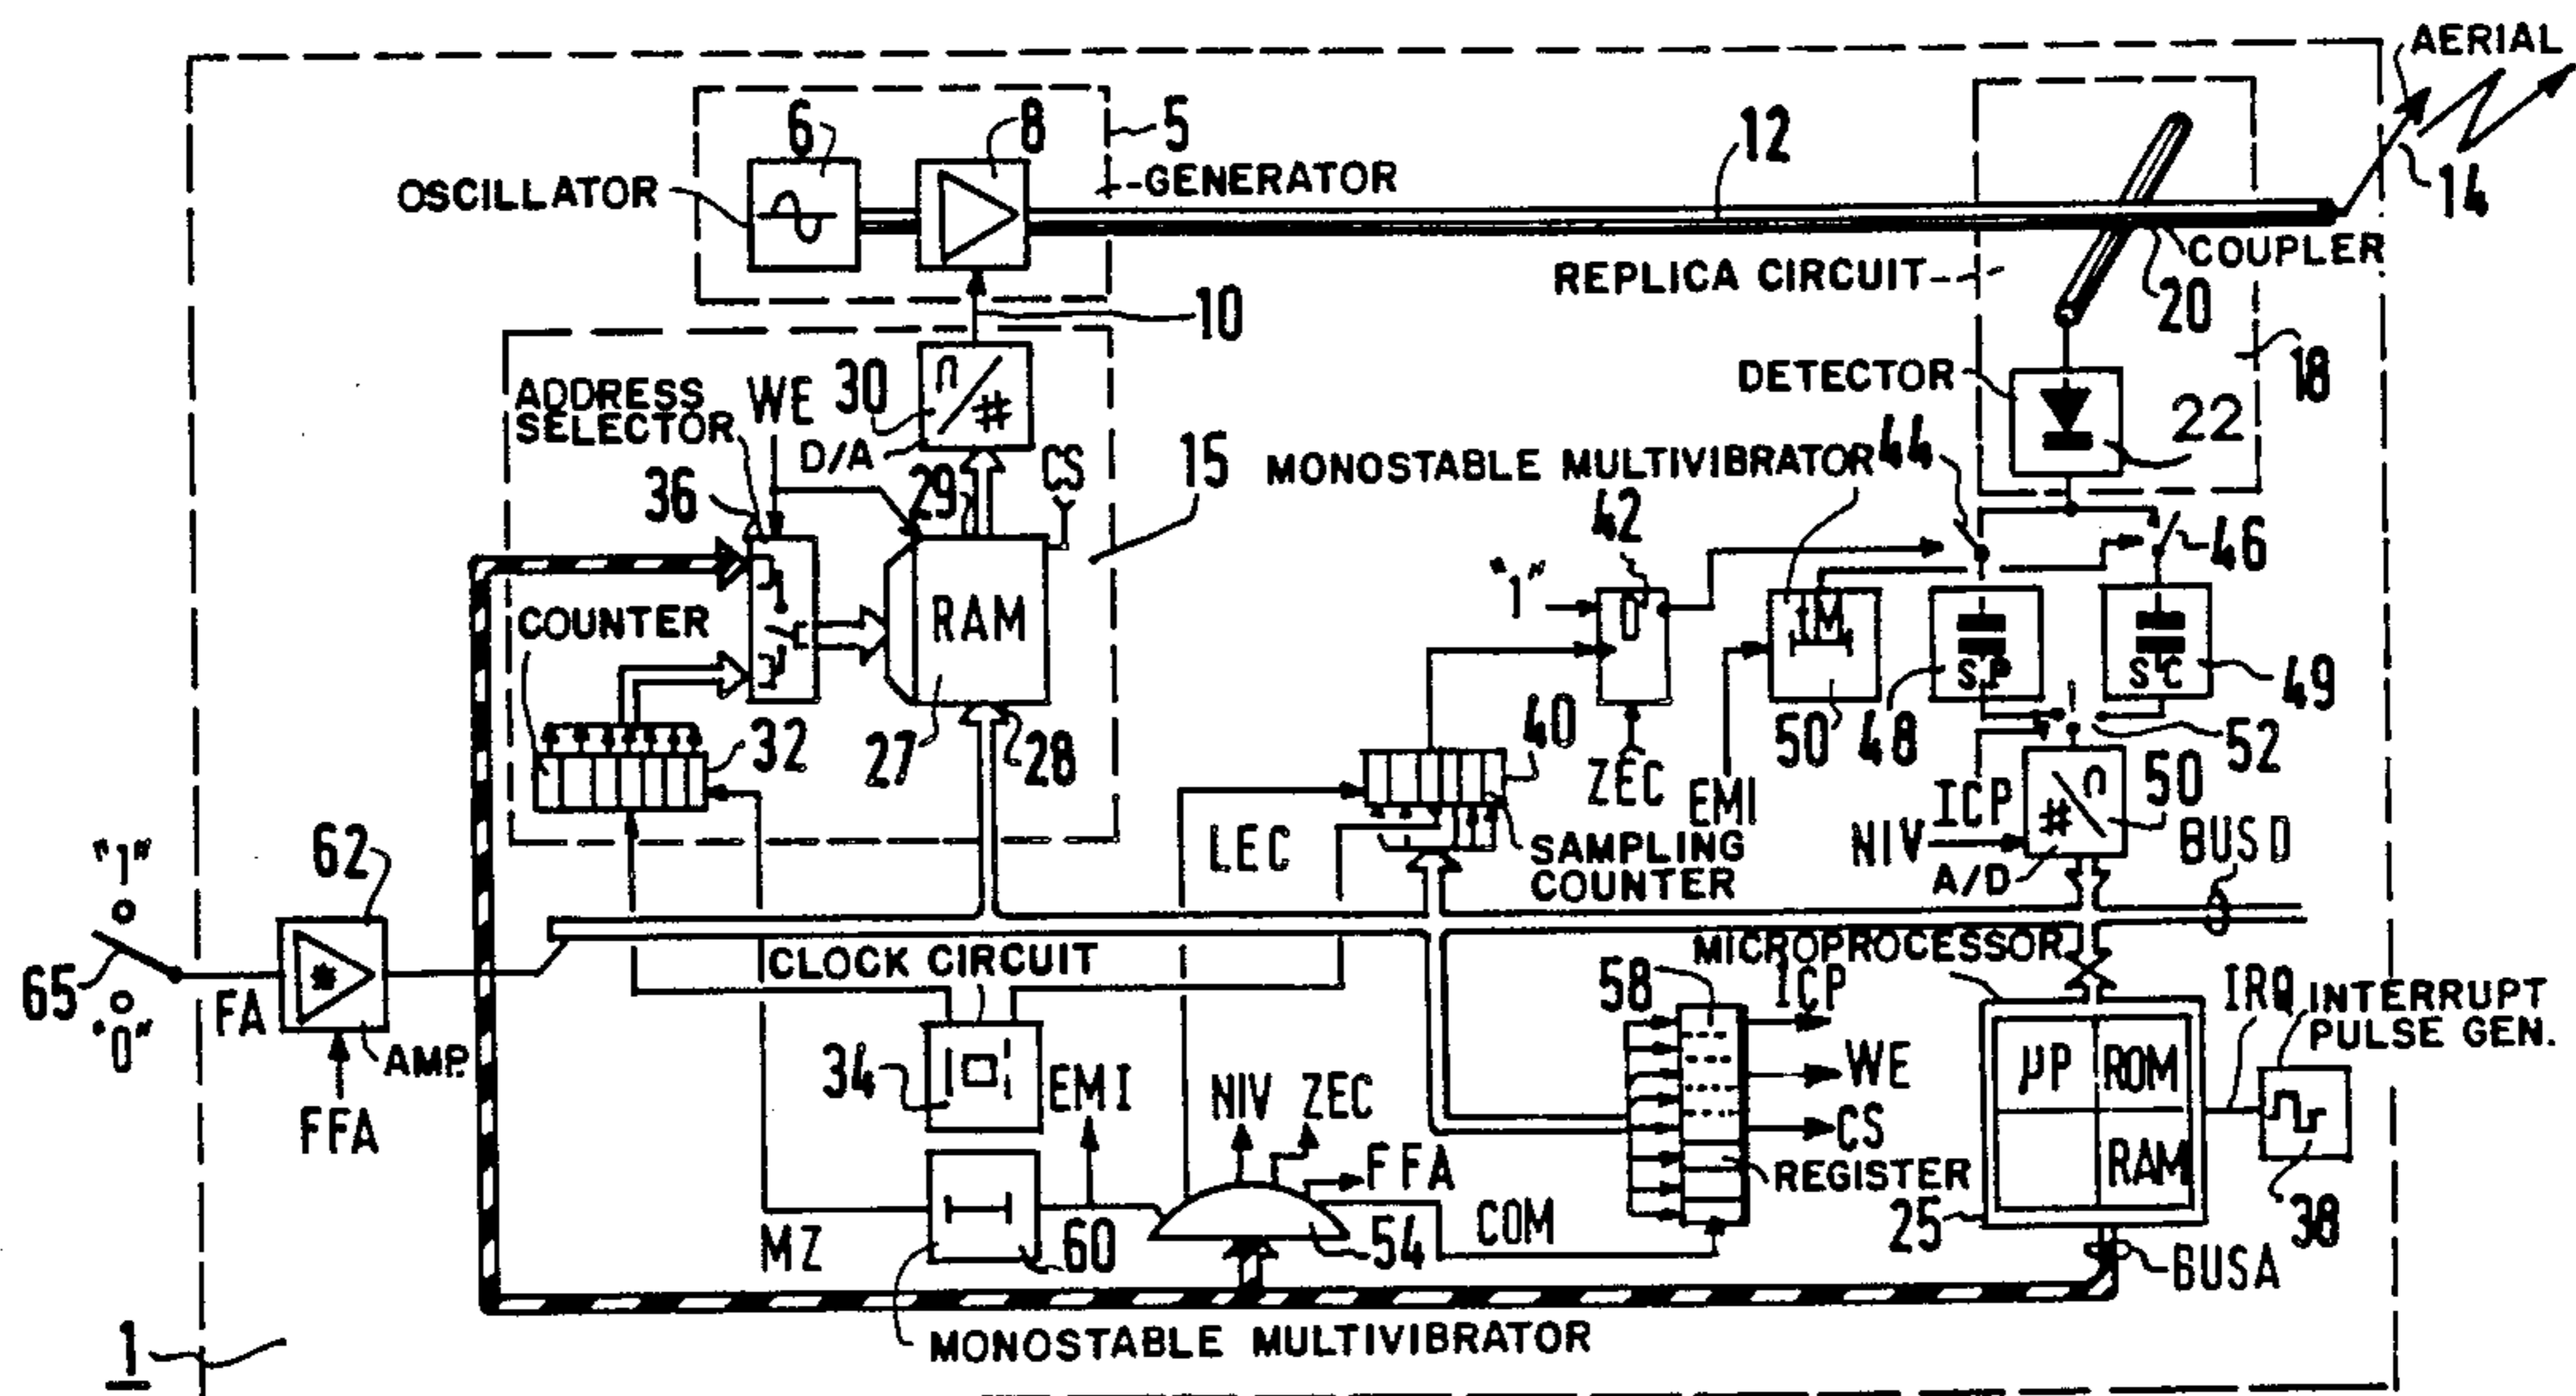 AERIAL
6
8
5
12
OSCILLATOR
GENERATOR
14
COUPLER
REPLICA CIRCUIT
20
10
18
ADDRESS
SELECTOR
WE
30
#
D/A
DETECTOR
22
CS
15
MONOSTABLE MULTIVIBRATOR
44
36
29
42
46
"1"
COUNTER
RAM
M
SP
SC
49
32
27
28
40
50
48
52
ZEC
EMI
ICP
50
#
NIV
BUSD
A/D
LEC
SAMPLING
COUNTER
"1"
62
*
65
"0"
FA
AMP.
FFA
CLOCK CIRCUIT
MICROPROCESSOR
58
ICP
IRQ
INTERRUPT
PULSE GEN.
34
EMI
NIV
ZEC
WE
CS
µP
ROM
RAM
FFA
REGISTER
MZ
60
54
COM
25
38
BUSA
MONOSTABLE MULTIVIBRATOR
1